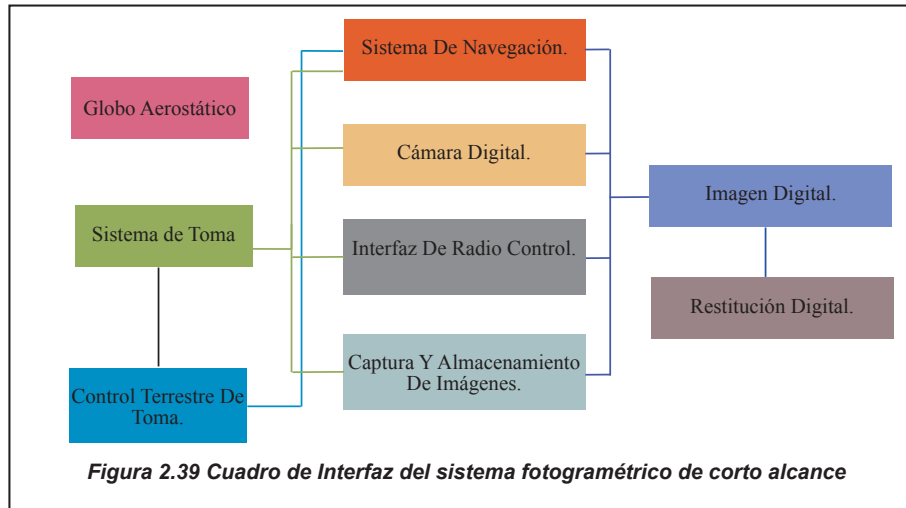 Globo Aerostático
Sistema de Toma
Control Terrestre De
Toma.
Sistema De Navegación.
Cámara Digital.
Interfaz De Radio Control.
Captura Y Almacenamiento
De Imágenes.
Imagen Digital.
Restitución Digital.
Figura 2.39 Cuadro de Interfaz del sistema fotogramétrico de corto alcance